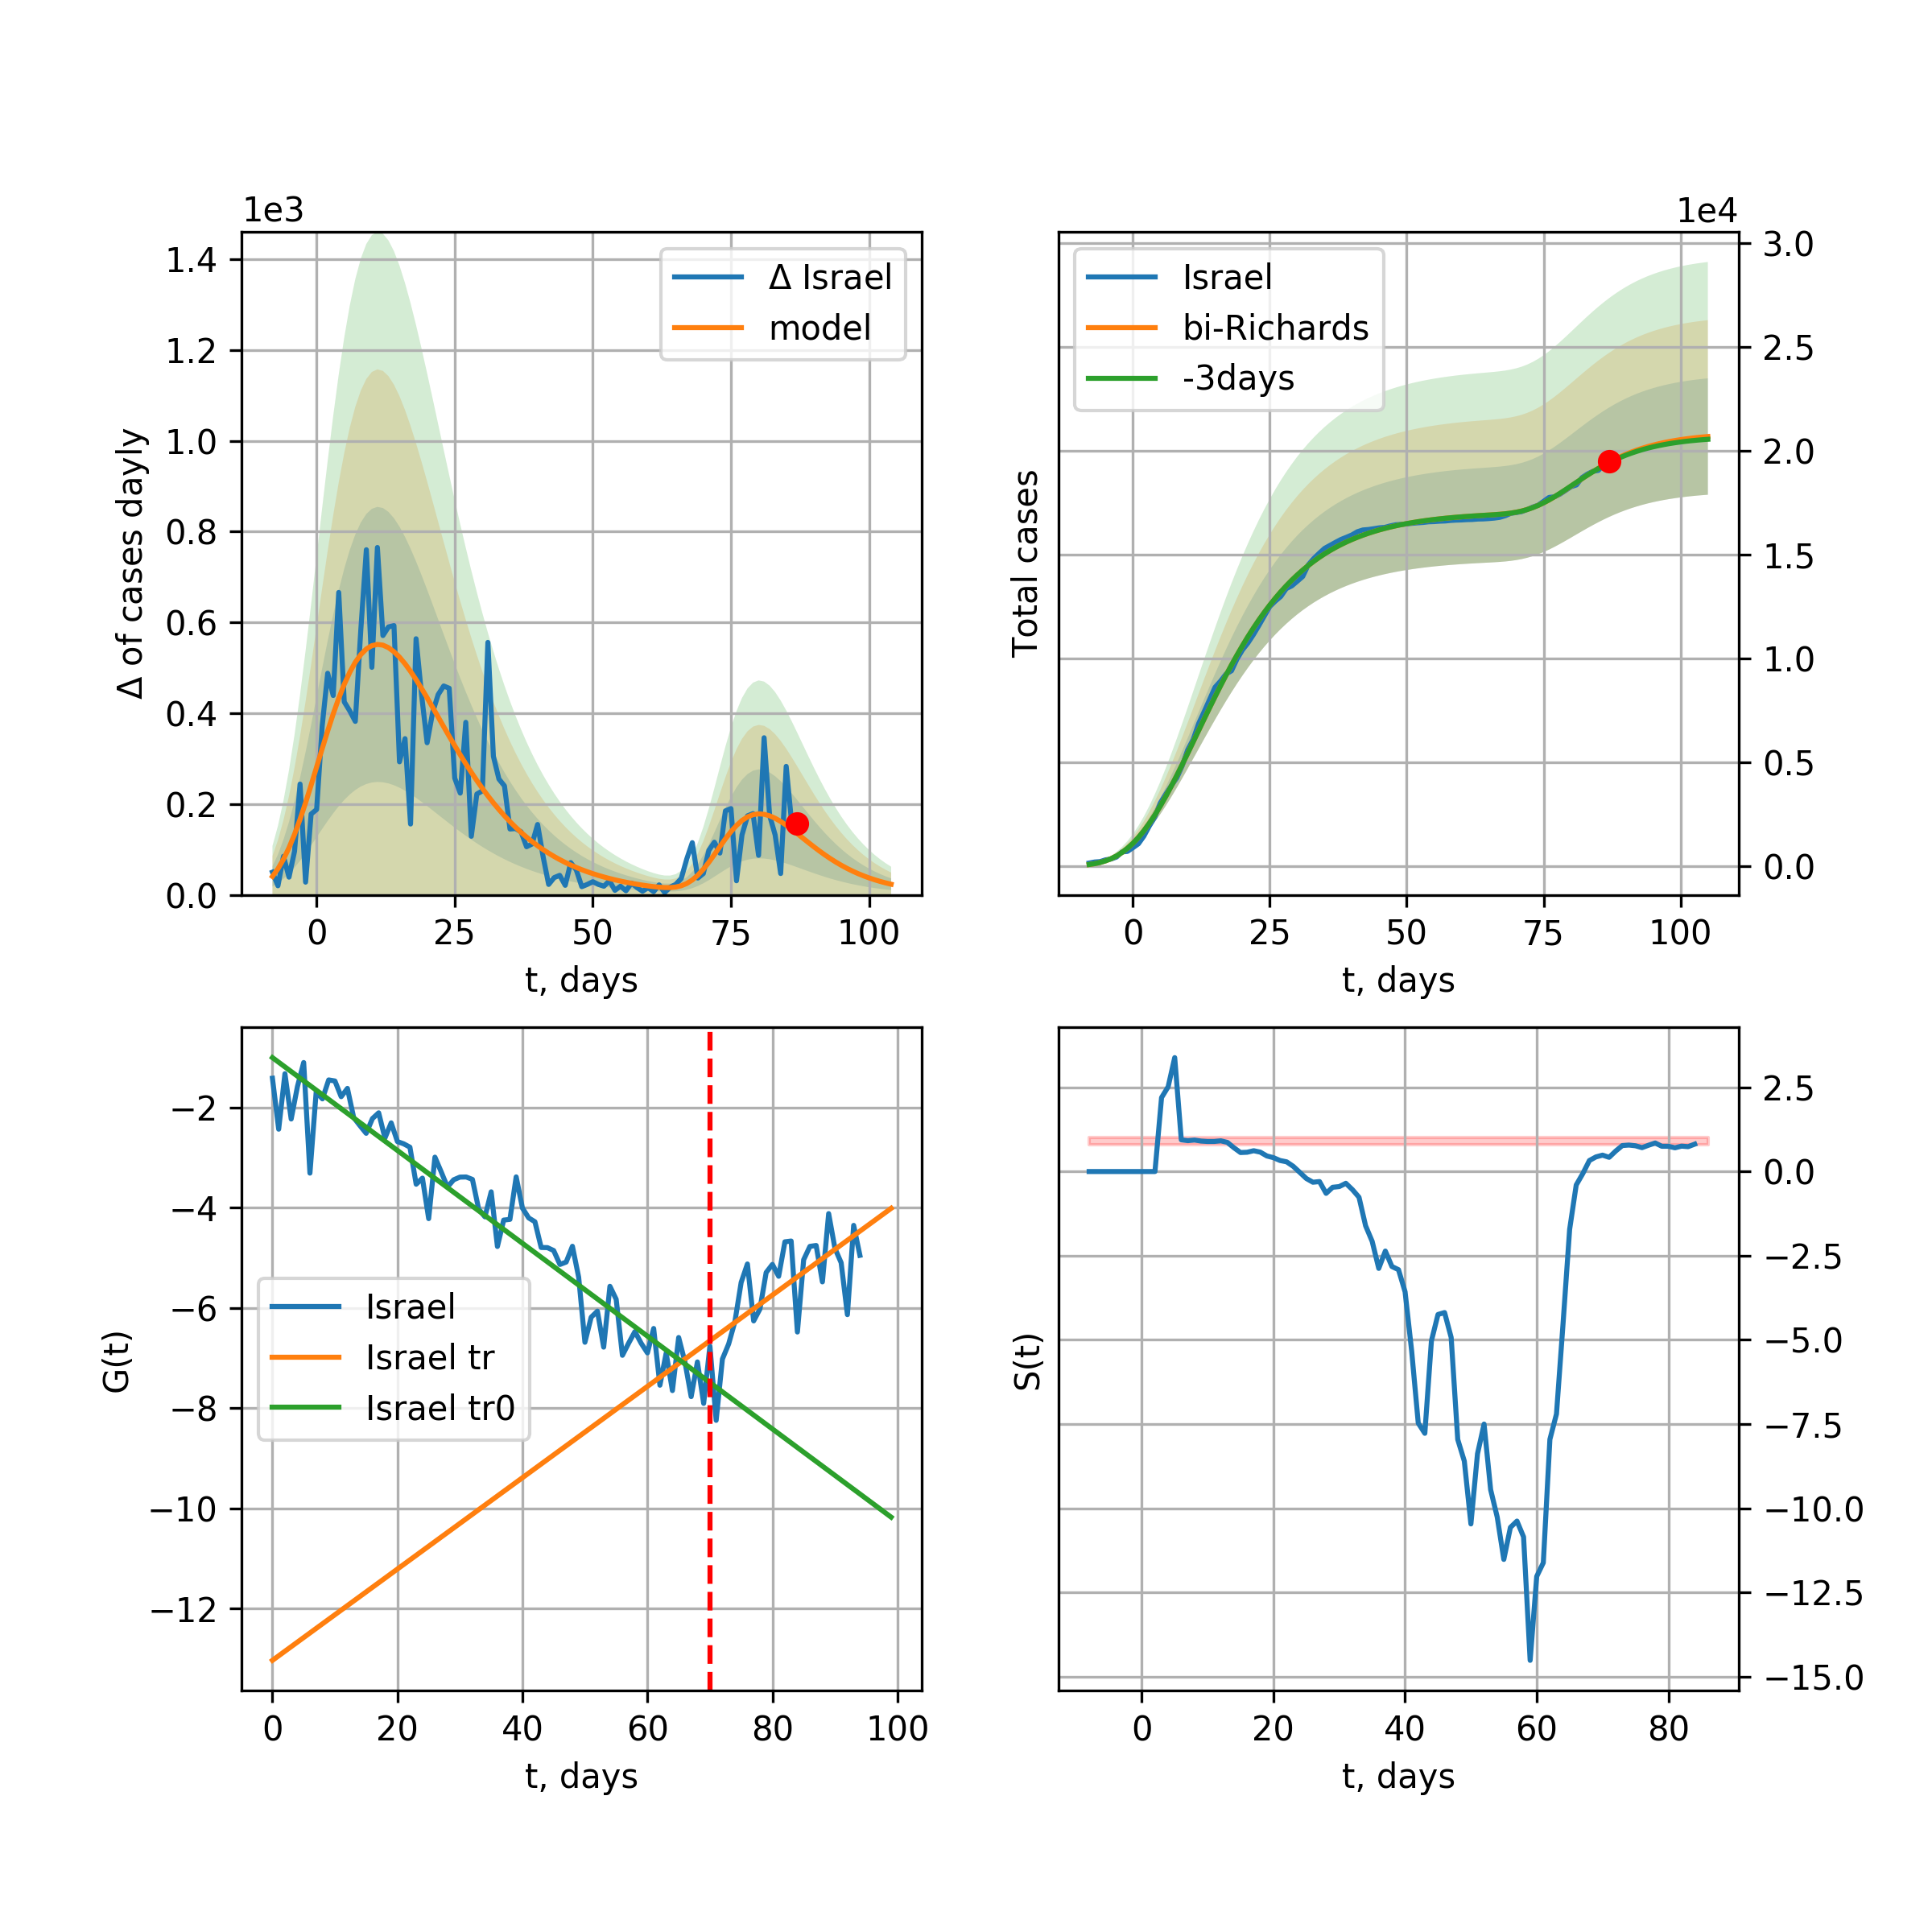 1e3
1.4
1.2
1.0
0.8
0.6
0.4
0.2
0.0
Δ of cases dayly
Δ Israel
model
0 25 50 75 100
t, days
1e4
3.0
2.5
2.0
1.5
1.0
0.5
0.0
Total cases
Israel
bi-Richards
-3days
0 25 50 75 100
t, days
−2
−4
−6
−8
−10
−12
G(t)
Israel
Israel tr
Israel tr0
0 20 40 60 80 100
t, days
2.5
0.0
−2.5
−5.0
−7.5
−10.0
−12.5
−15.0
S(t)
0 20 40 60 80
t, days